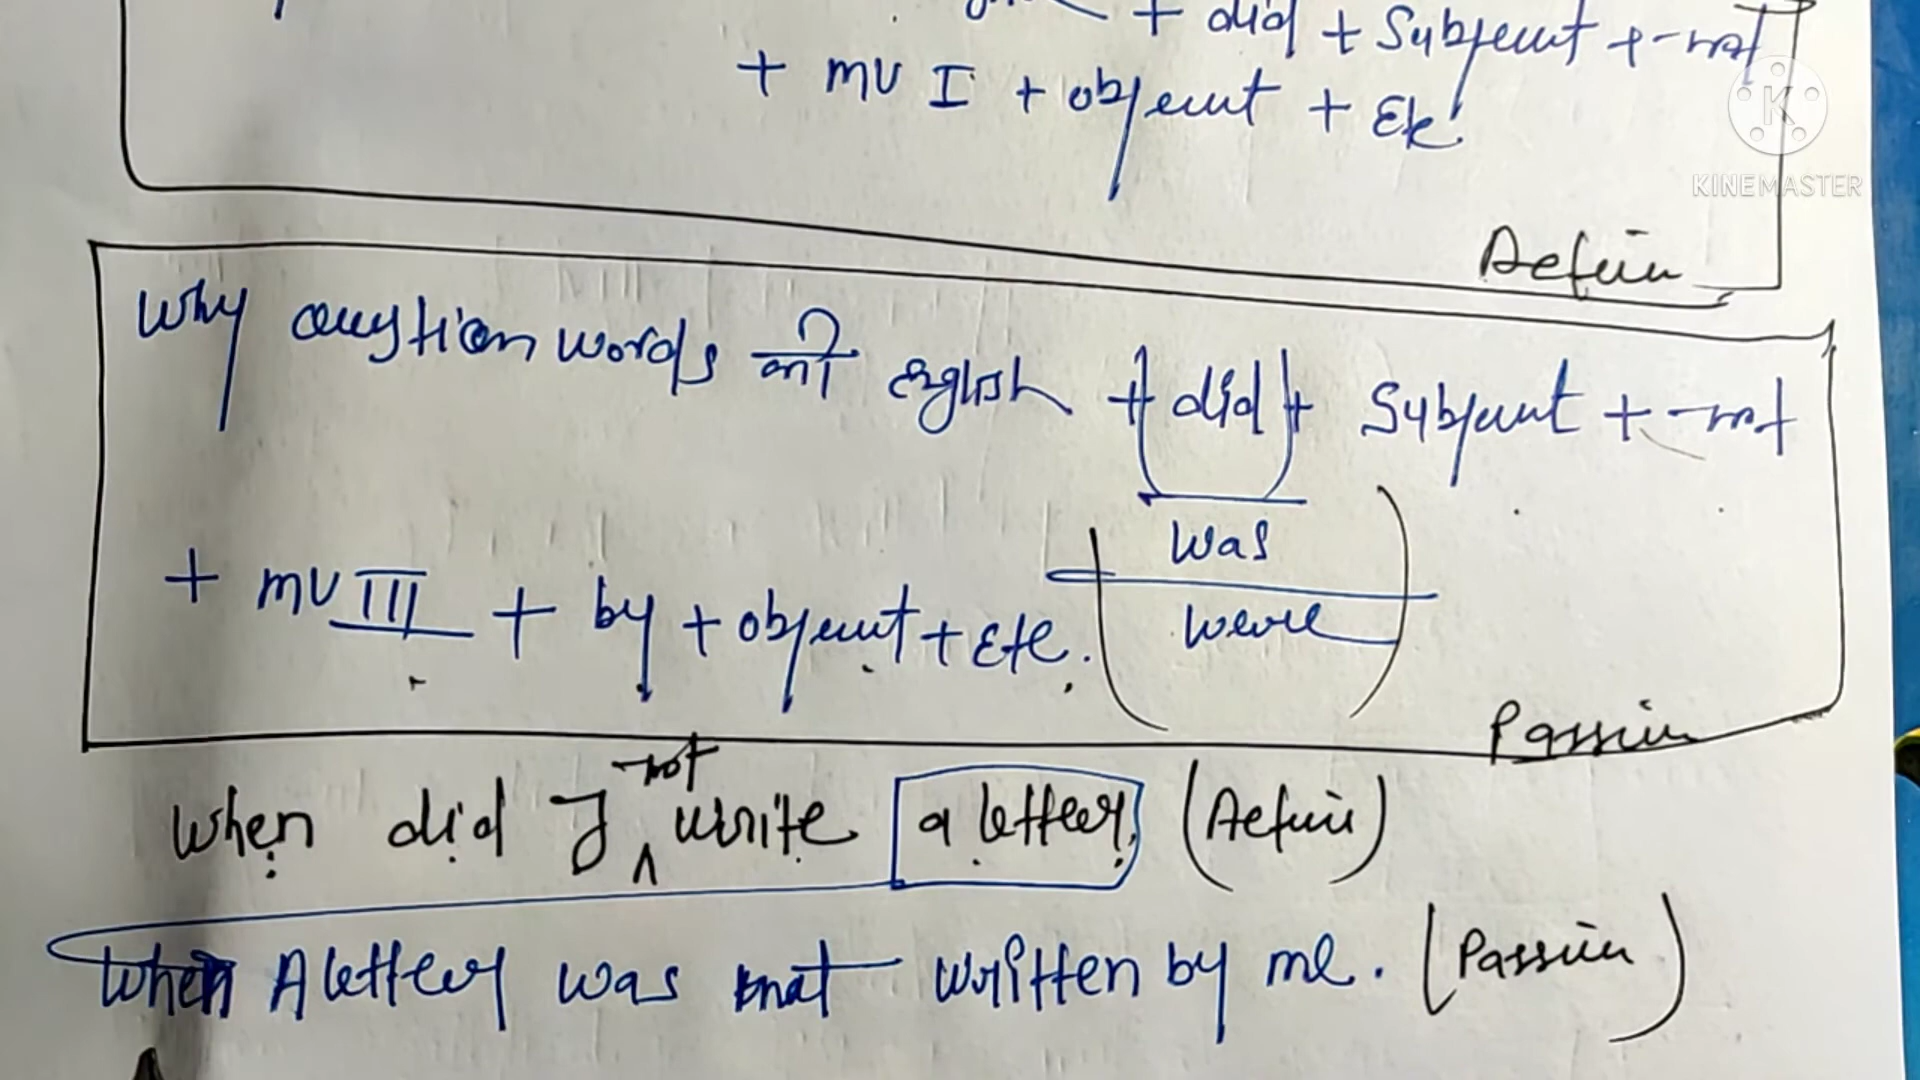 + did + Subject + not
+ mv I + object + Etc.
KINEMASTER
Active
Why question words की english + did + Subject + not
was
were
+ mv III + by + object + Etc.
Passive
When did I not write a letter (Active)
When A letter was not written by me. (Passive)